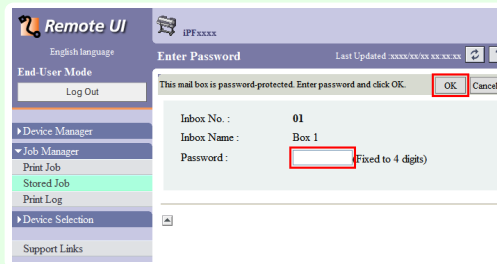 Remote UI
iPFxxxx
English language
Enter Password
Last Updated :xxxx/xx/xx xx:xx:xx
End-User Mode
Log Out
This mail box is password-protected. Enter password and click OK.
OK
Cancel
Inbox No. :
01
Inbox Name :
Box 1
Password :
(Fixed to 4 digits)
Device Manager
Job Manager
Print Job
Stored Job
Print Log
Device Selection
Support Links